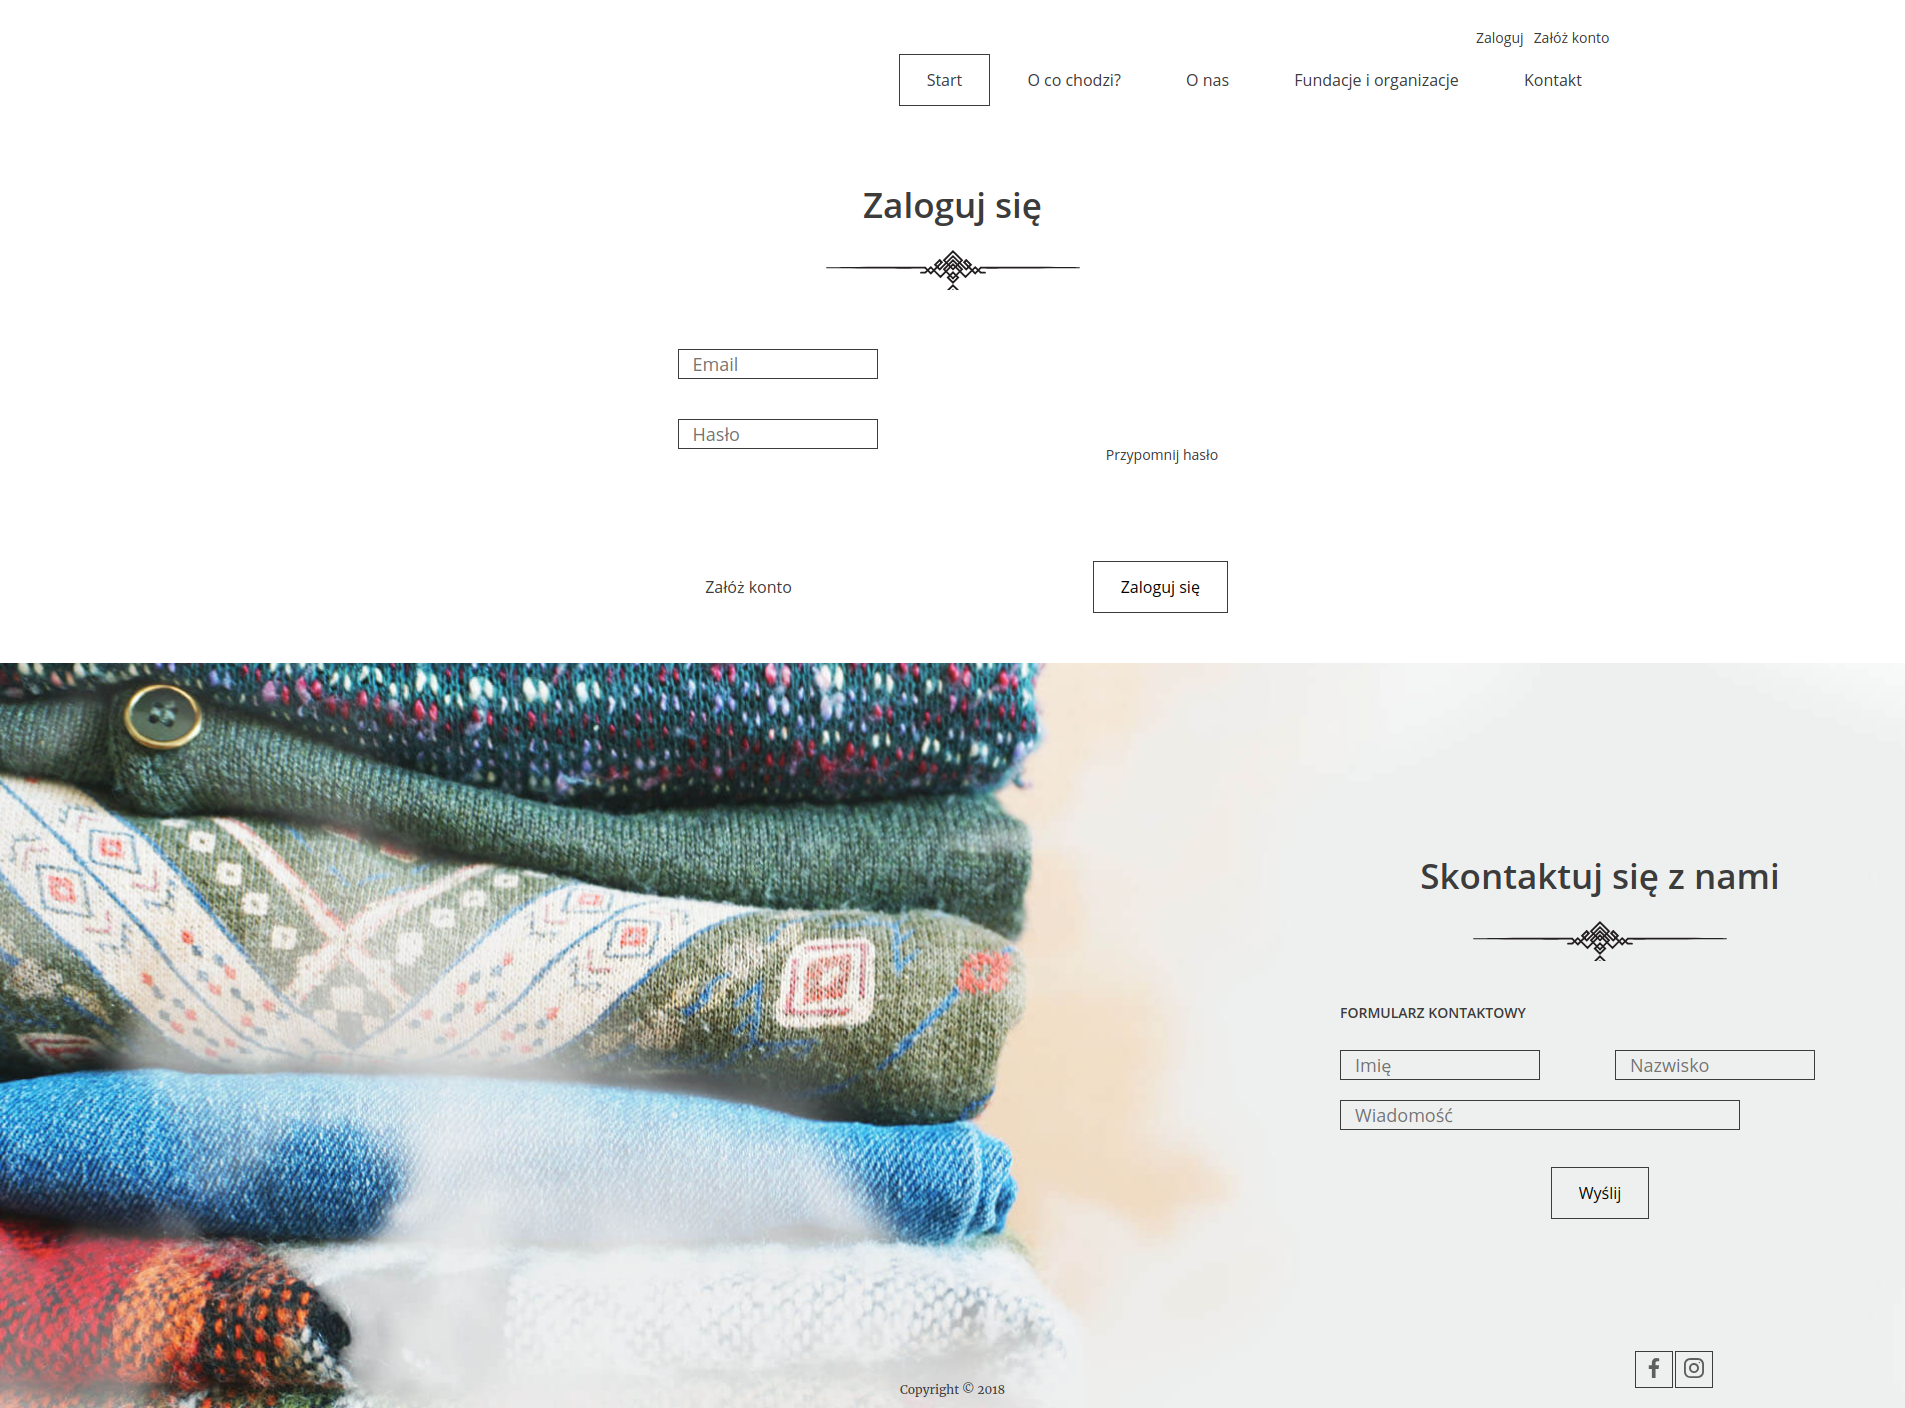 Zaloguj Załóż konto
Start O co chodzi? O nas Fundacje i organizacje Kontakt
Zaloguj się
Email
Hasło
Przypomnij hasło
Załóż konto Zaloguj się
Skontaktuj się z nami
FORMULARZ KONTAKTOWY
Imię Nazwisko
Wiadomość
Wyślij
Copyright © 2018